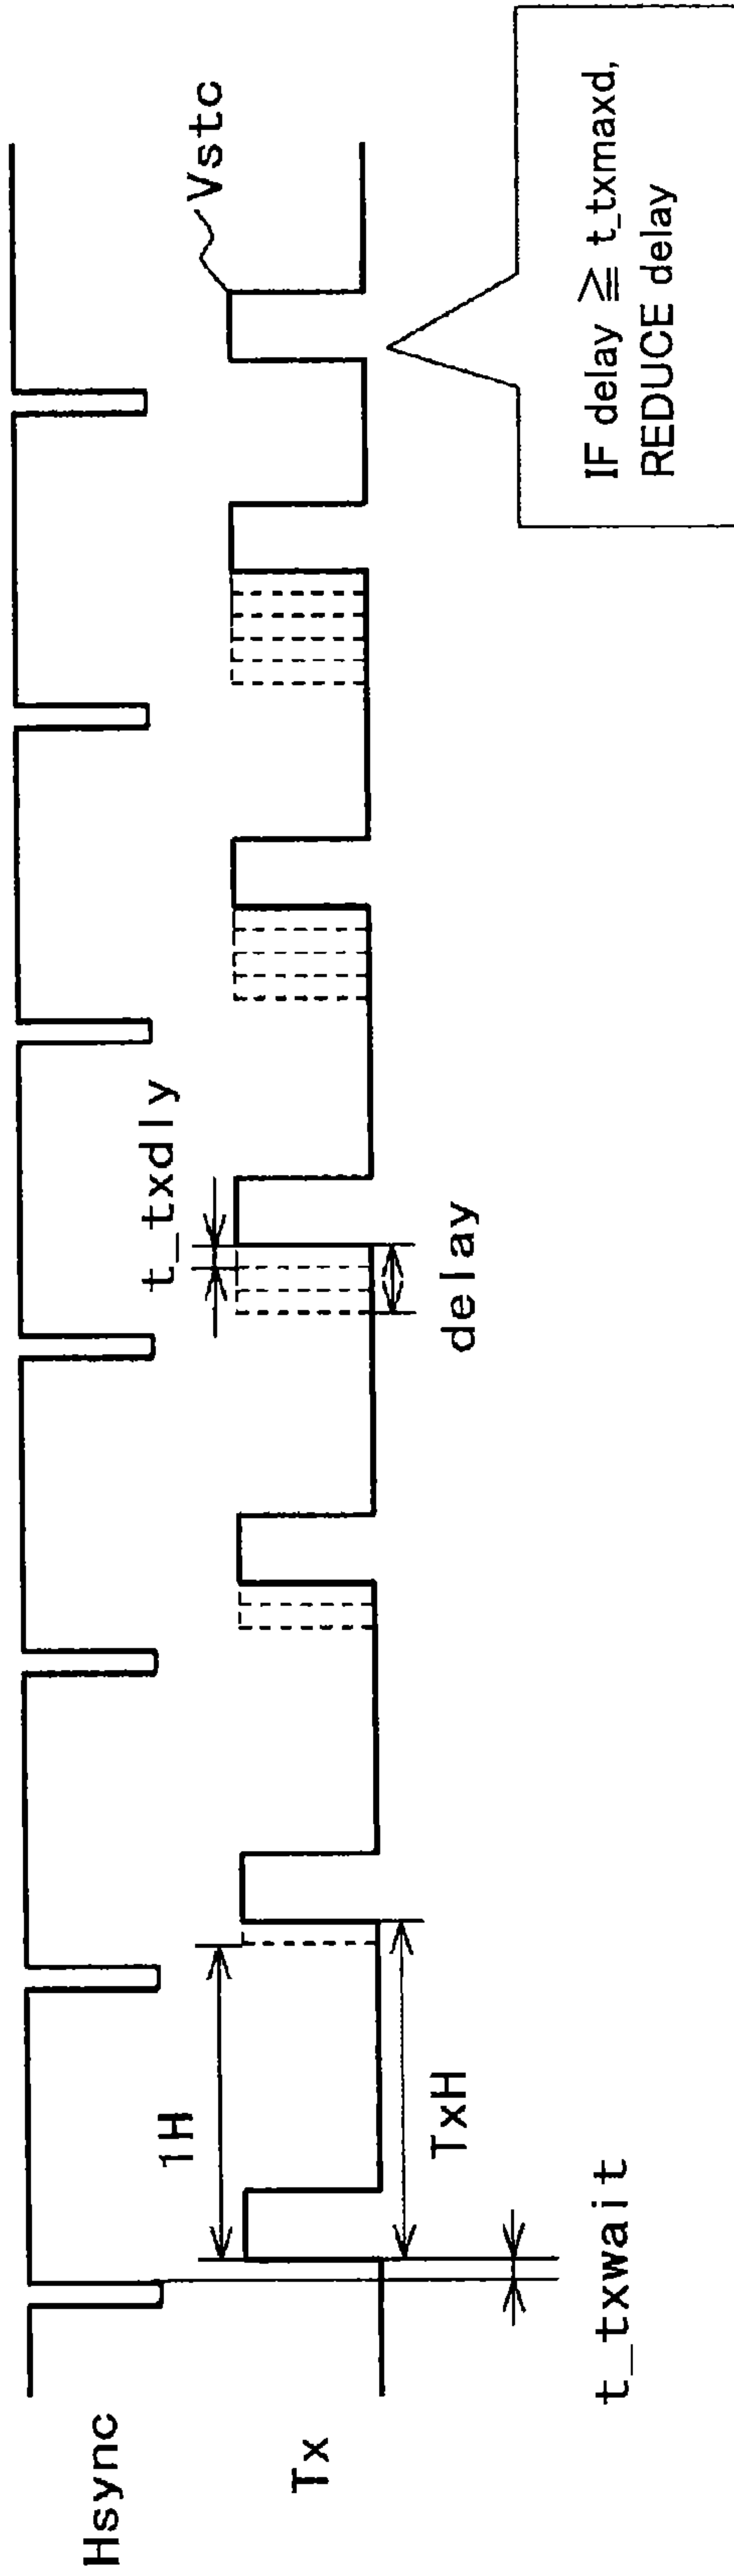 Hsync
Tx
Vstc
t_txdly
delay
1H
TxH
t_txwait
IF delay ≧ t_txmaxd,
REDUCE delay